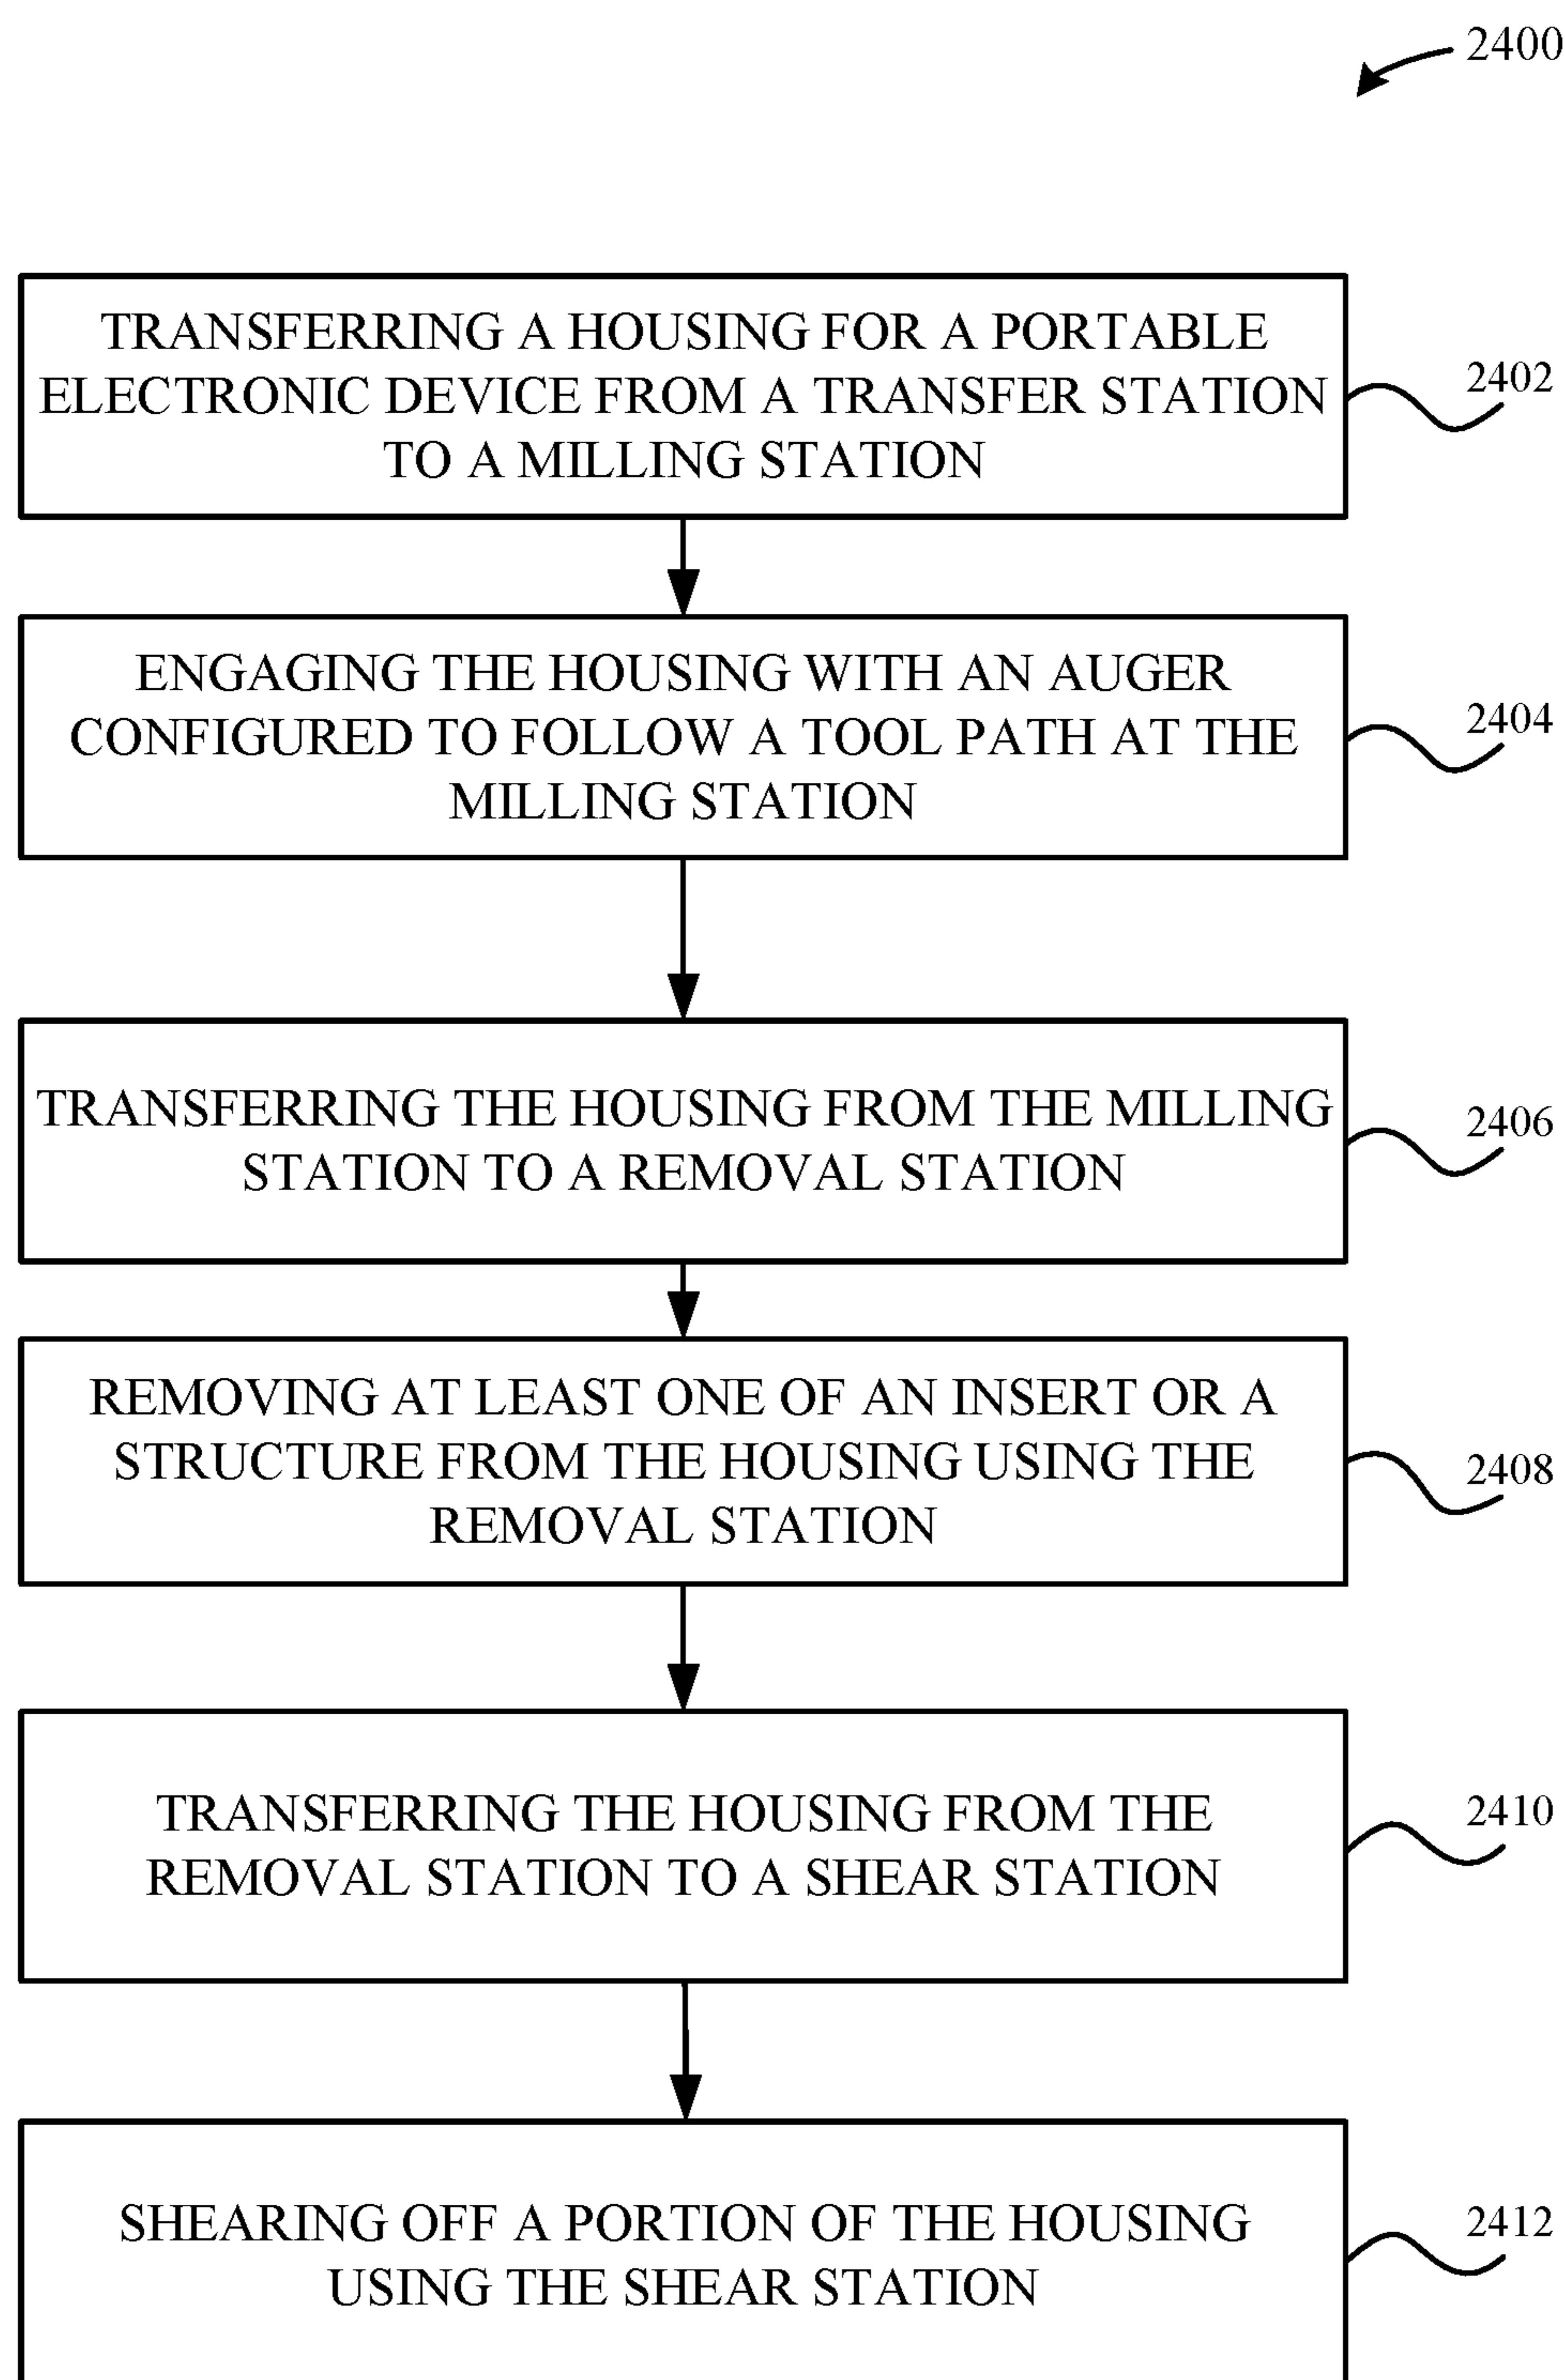 2400
TRANSFERRING A HOUSING FOR A PORTABLE
ELECTRONIC DEVICE FROM A TRANSFER STATION
TO A MILLING STATION
2402
ENGAGING THE HOUSING WITH AN AUGER
CONFIGURED TO FOLLOW A TOOL PATH AT THE
MILLING STATION
2404
TRANSFERRING THE HOUSING FROM THE MILLING
STATION TO A REMOVAL STATION
2406
REMOVING AT LEAST ONE OF AN INSERT OR A
STRUCTURE FROM THE HOUSING USING THE
REMOVAL STATION
2408
TRANSFERRING THE HOUSING FROM THE
REMOVAL STATION TO A SHEAR STATION
2410
SHEARING OFF A PORTION OF THE HOUSING
USING THE SHEAR STATION
2412